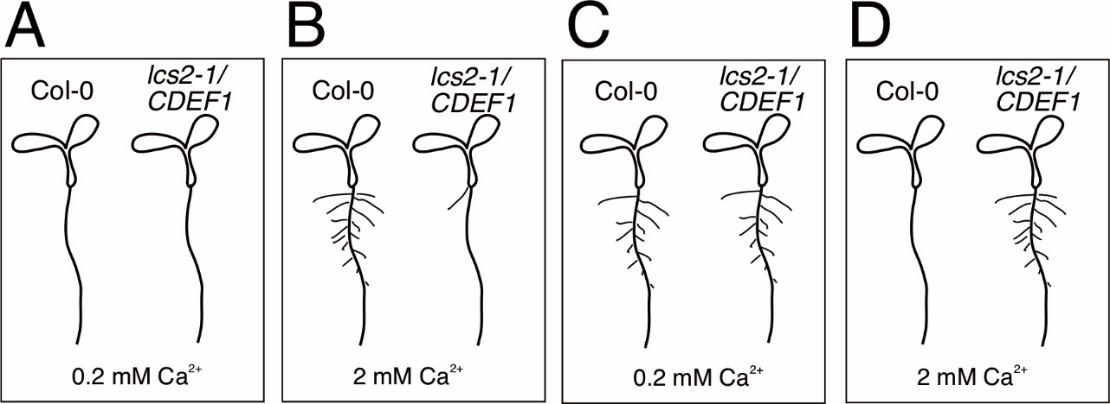 A
Col-0
lcs2-1/
CDEF1
0.2 mM Ca²⁺
B
Col-0
lcs2-1/
CDEF1
2 mM Ca²⁺
C
Col-0
lcs2-1/
CDEF1
0.2 mM Ca²⁺
D
Col-0
lcs2-1/
CDEF1
2 mM Ca²⁺